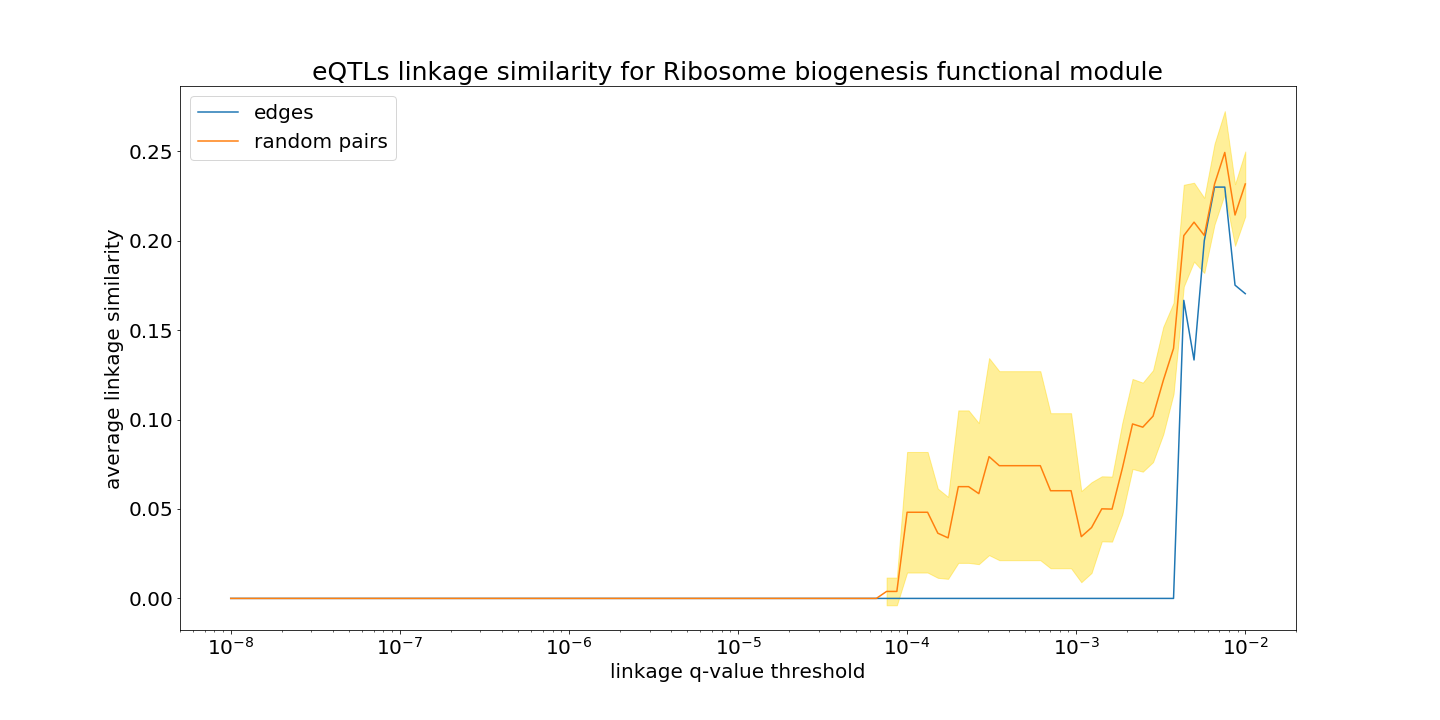 eQTLs linkage similarity for Ribosome biogenesis functional module
edges
random pairs
average linkage similarity
0.25
0.20
0.15
0.10
0.05
0.00
10⁻⁸ 10⁻⁷ 10⁻⁶ 10⁻⁵ 10⁻⁴ 10⁻³ 10⁻²
linkage q-value threshold